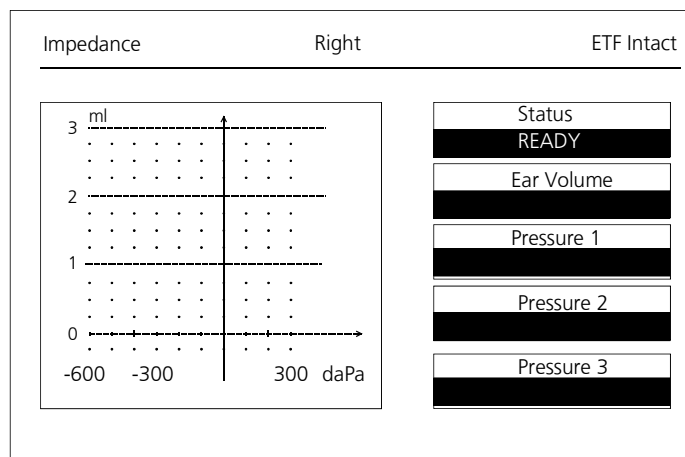 Impedance Right ETF Intact
ml
3
2
1
0
-600 -300 300 daPa
Status
READY
Ear Volume
Pressure 1
Pressure 2
Pressure 3